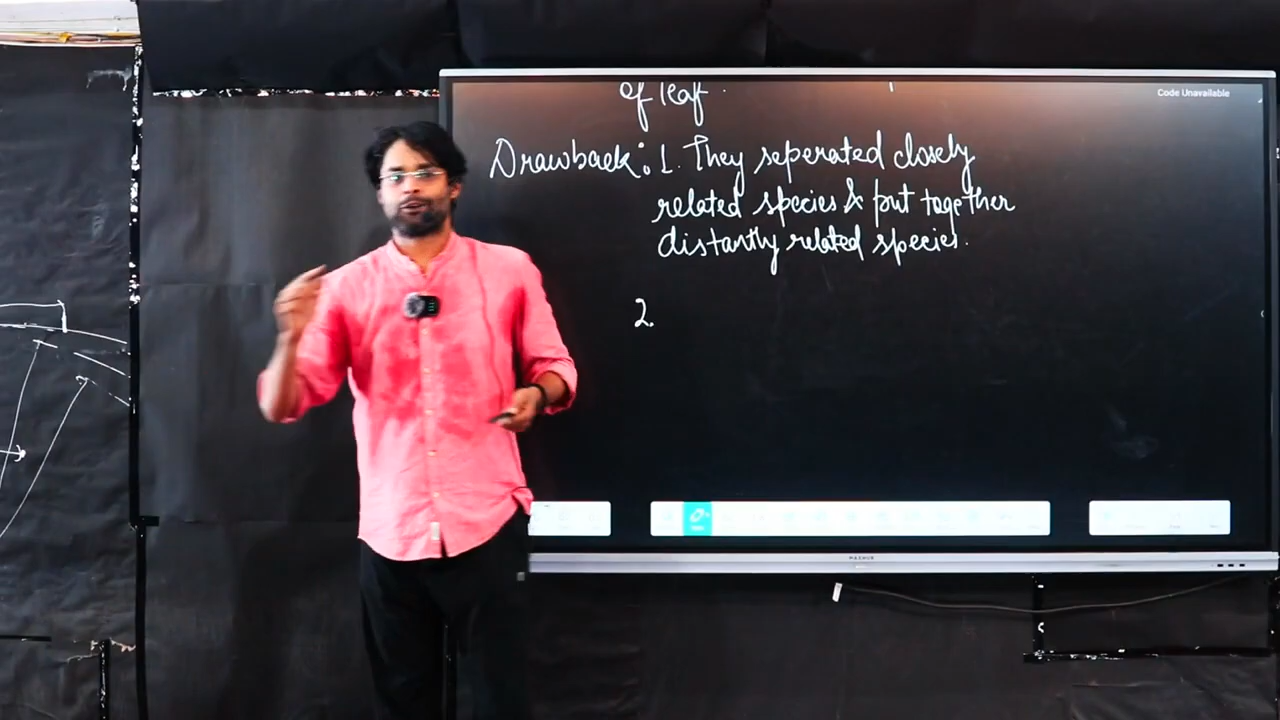 of leaf
Code Unavailable
Drawback: 1. They seperated closely
related species & put together
distantly related species.
2.